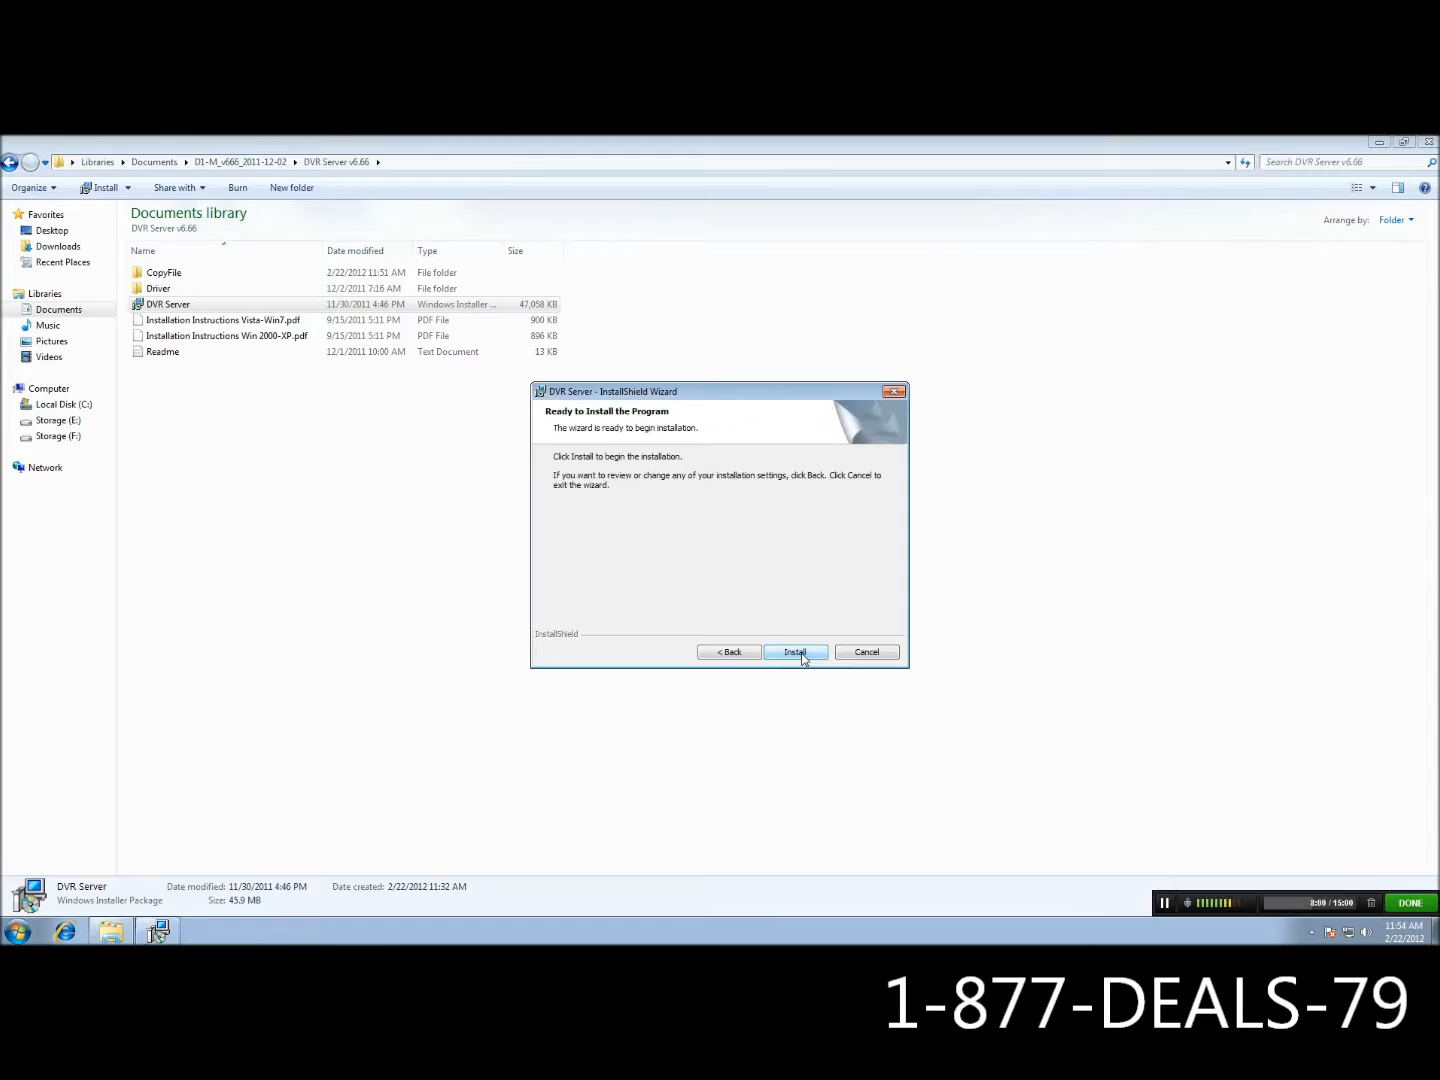 Libraries ▸ Documents ▸ D1-M_v666_2011-12-02 ▸ DVR Server v6.66 ▸
Search DVR Server v6.66
Organize Install Share with Burn New folder
Favorites
Desktop
Downloads
Recent Places
Libraries
Documents
Music
Pictures
Videos
Computer
Local Disk (C:)
Storage (E:)
Storage (F:)
Network
Documents library
DVR Server v6.66
Arrange by: Folder
Name Date modified Type Size
CopyFile 2/22/2012 11:51 AM File folder
Driver 12/2/2011 7:16 AM File folder
DVR Server 11/30/2011 4:46 PM Windows Installer ... 47,058 KB
Installation Instructions Vista-Win7.pdf 9/15/2011 5:11 PM PDF File 900 KB
Installation Instructions Win 2000-XP.pdf 9/15/2011 5:11 PM PDF File 896 KB
Readme 12/1/2011 10:00 AM Text Document 13 KB
DVR Server - InstallShield Wizard
Ready to Install the Program
The wizard is ready to begin installation.
Click Install to begin the installation.
If you want to review or change any of your installation settings, click Back. Click Cancel to
exit the wizard.
InstallShield
< Back Install Cancel
DVR Server Date modified: 11/30/2011 4:46 PM Date created: 2/22/2012 11:32 AM
Windows Installer Package Size: 45.9 MB
8:00 / 15:00 DONE
11:54 AM
2/22/2012
1-877-DEALS-79